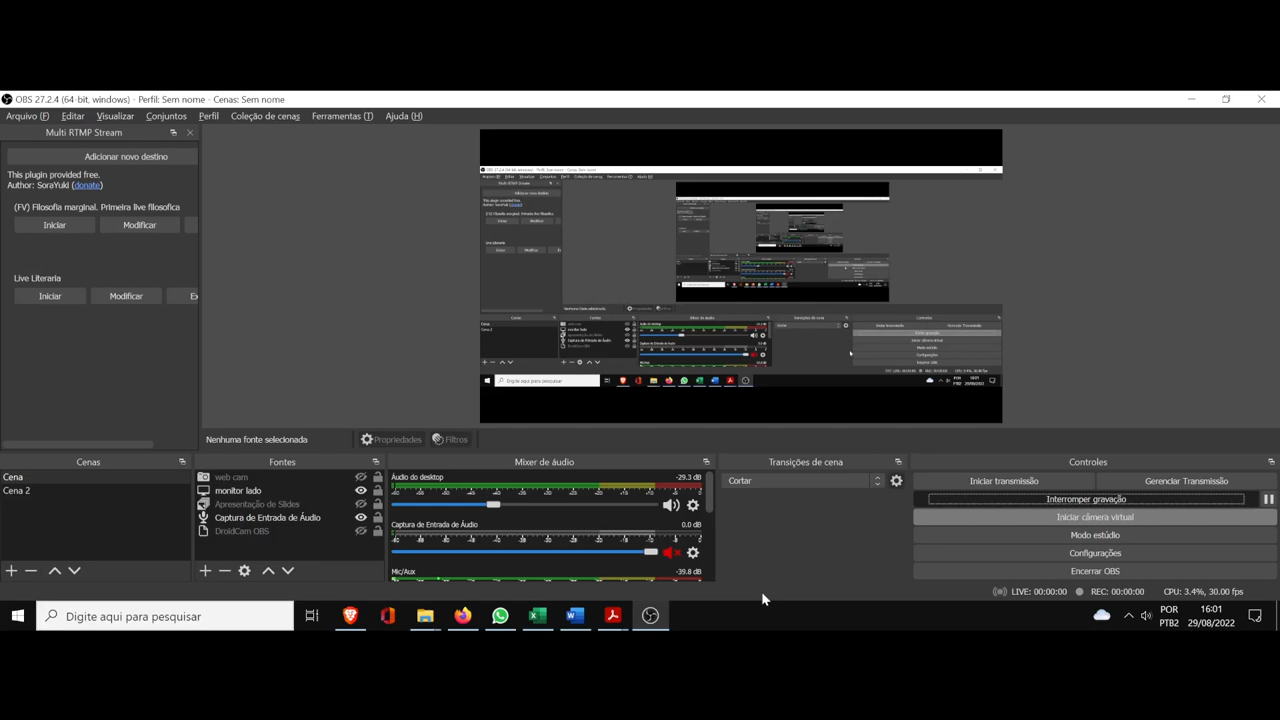 OBS 27.2.4 (64-bit, windows) - Perfil: Sem nome - Cenas: Sem nome
Arquivo (F) Editar Visualizar Conjuntos Perfil Coleção de cenas Ferramentas (T) Ajuda (H)
Multi RTMP Stream
Adicionar novo destino
This plugin provided free.
Author: SoraYuki (donate)
(FV) Filosofia marginal. Primeira live filosofica
Iniciar Modificar
Live Literaria
Iniciar Modificar Ex
Nenhuma fonte selecionada Propriedades Filtros
Cenas
Cena
Cena 2
Fontes
web cam
monitor lado
Apresentação de Slides
Captura de Entrada de Áudio
DroidCam OBS
Mixer de áudio
Áudio do desktop -29.3 dB
Captura de Entrada de Áudio 0.0 dB
Mic/Aux -39.8 dB
Transições de cena
Cortar
Controles
Iniciar transmissão Gerenciar Transmissão
Interromper gravação
Iniciar câmera virtual
Modo estúdio
Configurações
Encerrar OBS
LIVE: 00:00:00 REC: 00:00:00 CPU: 3.4%, 30.00 fps
Digite aqui para pesquisar
POR 16:01
PTB2 29/08/2022